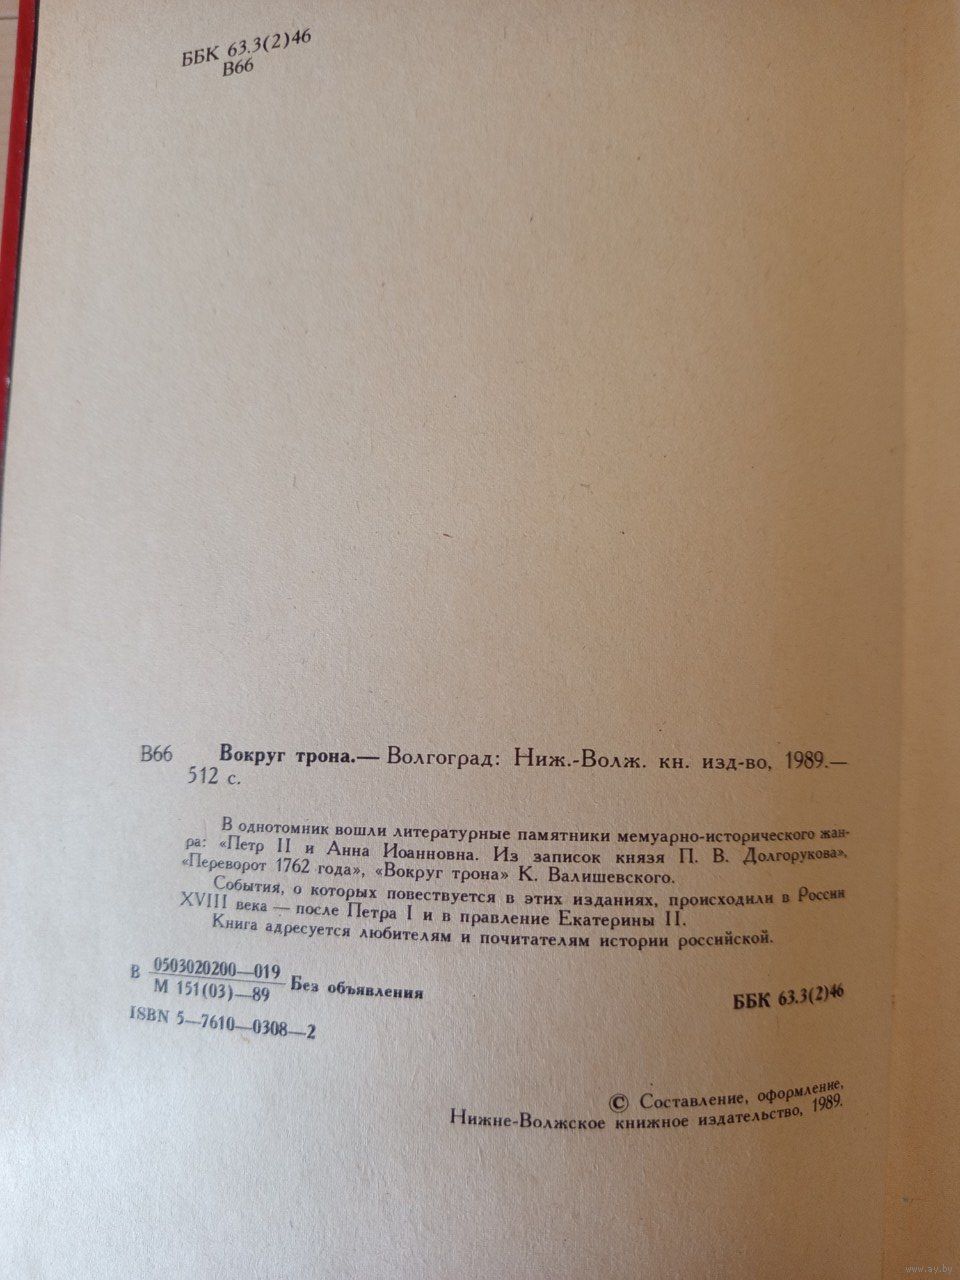 ББК 63.3(2)46
В66
В66 Вокруг трона.— Волгоград: Ниж.-Волж. кн. изд-во, 1989.—
512 с.
В однотомник вошли литературные памятники мемуарно-исторического жан-
ра: «Петр II и Анна Иоанновна. Из записок князя П. В. Долгорукова»,
«Переворот 1762 года», «Вокруг трона» К. Валишевского.
События, о которых повествуется в этих изданиях, происходили в России
XVIII века — после Петра I и в правление Екатерины II.
Книга адресуется любителям и почитателям истории российской.
В 0503020200—019
М 151(03)—89 Без объявления
ББК 63.3(2)46
ISBN 5—7610—0308—2
© Составление, оформление,
Нижне-Волжское книжное издательство, 1989.
www.ay.by